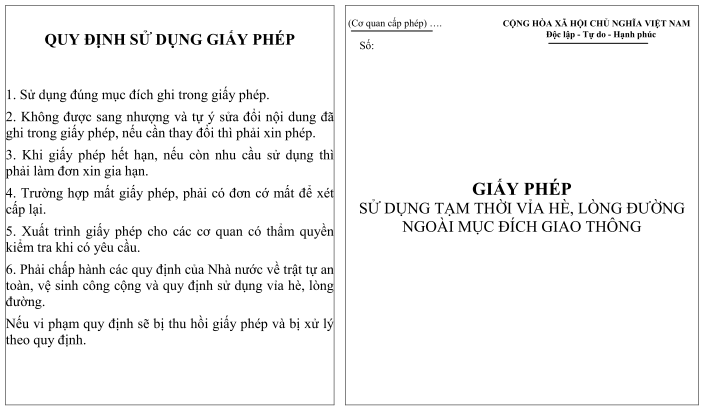 QUY ĐỊNH SỬ DỤNG GIẤY PHÉP
1. Sử dụng đúng mục đích ghi trong giấy phép.
2. Không được sang nhượng và tự ý sửa đổi nội dung đã
ghi trong giấy phép, nếu cần thay đổi thì phải xin phép.
3. Khi giấy phép hết hạn, nếu còn nhu cầu sử dụng thì
phải làm đơn xin gia hạn.
4. Trường hợp mất giấy phép, phải có đơn cớ mất để xét
cấp lại.
5. Xuất trình giấy phép cho các cơ quan có thẩm quyền
kiểm tra khi có yêu cầu.
6. Phải chấp hành các quy định của Nhà nước về trật tự an
toàn, vệ sinh công cộng và quy định sử dụng vỉa hè, lòng
đường.
Nếu vi phạm quy định sẽ bị thu hồi giấy phép và bị xử lý
theo quy định.
(Cơ quan cấp phép) ….
Số:
CỘNG HÒA XÃ HỘI CHỦ NGHĨA VIỆT NAM
Độc lập - Tự do - Hạnh phúc
GIẤY PHÉP
SỬ DỤNG TẠM THỜI VỈA HÈ, LÒNG ĐƯỜNG
NGOÀI MỤC ĐÍCH GIAO THÔNG